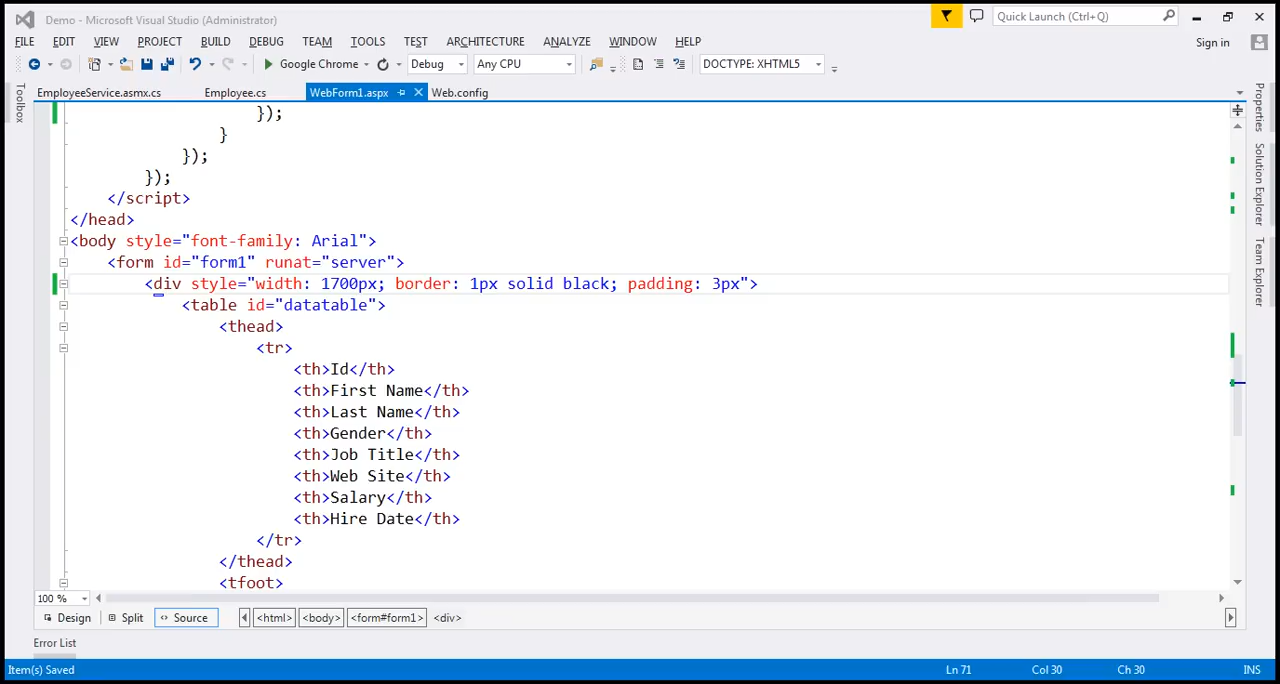 Demo - Microsoft Visual Studio (Administrator)
Quick Launch (Ctrl+Q)
FILE EDIT VIEW PROJECT BUILD DEBUG TEAM TOOLS TEST ARCHITECTURE ANALYZE WINDOW HELP
Sign in
Google Chrome Debug Any CPU DOCTYPE: XHTML5
Toolbox
EmployeeService.asmx.cs Employee.cs WebForm1.aspx Web.config
Properties
Solution Explorer
Team Explorer
});
}
});
});
</script>
</head>
<body style="font-family: Arial">
<form id="form1" runat="server">
<div style="width: 1700px; border: 1px solid black; padding: 3px">
<table id="datatable">
<thead>
<tr>
<th>Id</th>
<th>First Name</th>
<th>Last Name</th>
<th>Gender</th>
<th>Job Title</th>
<th>Web Site</th>
<th>Salary</th>
<th>Hire Date</th>
</tr>
</thead>
<tfoot>
100 %
Design Split Source <html> <body> <form#form1> <div>
Error List
Item(s) Saved Ln 71 Col 30 Ch 30 INS